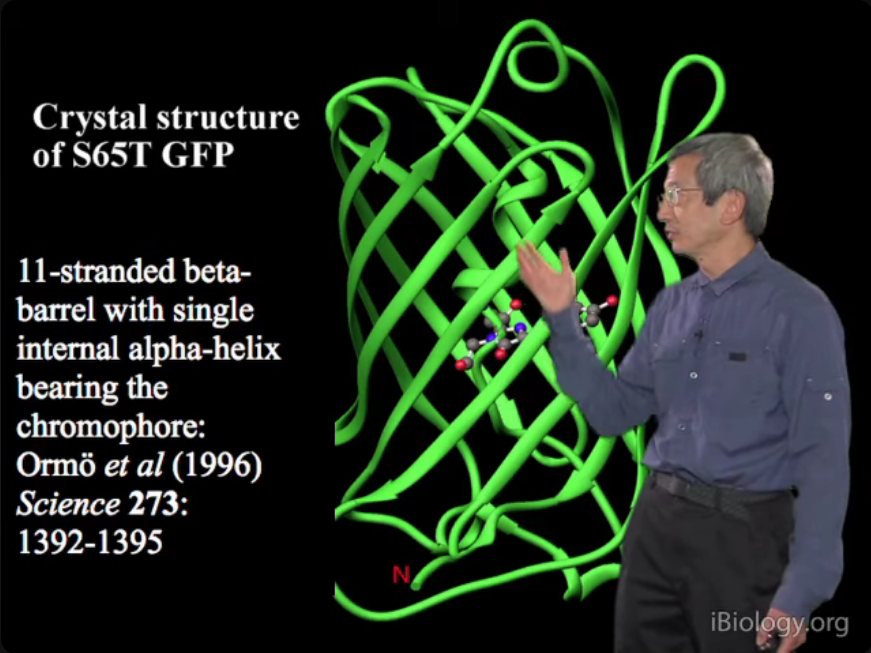 Crystal structure
of S65T GFP
11-stranded beta-
barrel with single
internal alpha-helix
bearing the
chromophore:
Ormö et al (1996)
Science 273:
1392-1395
N
iBiology.org